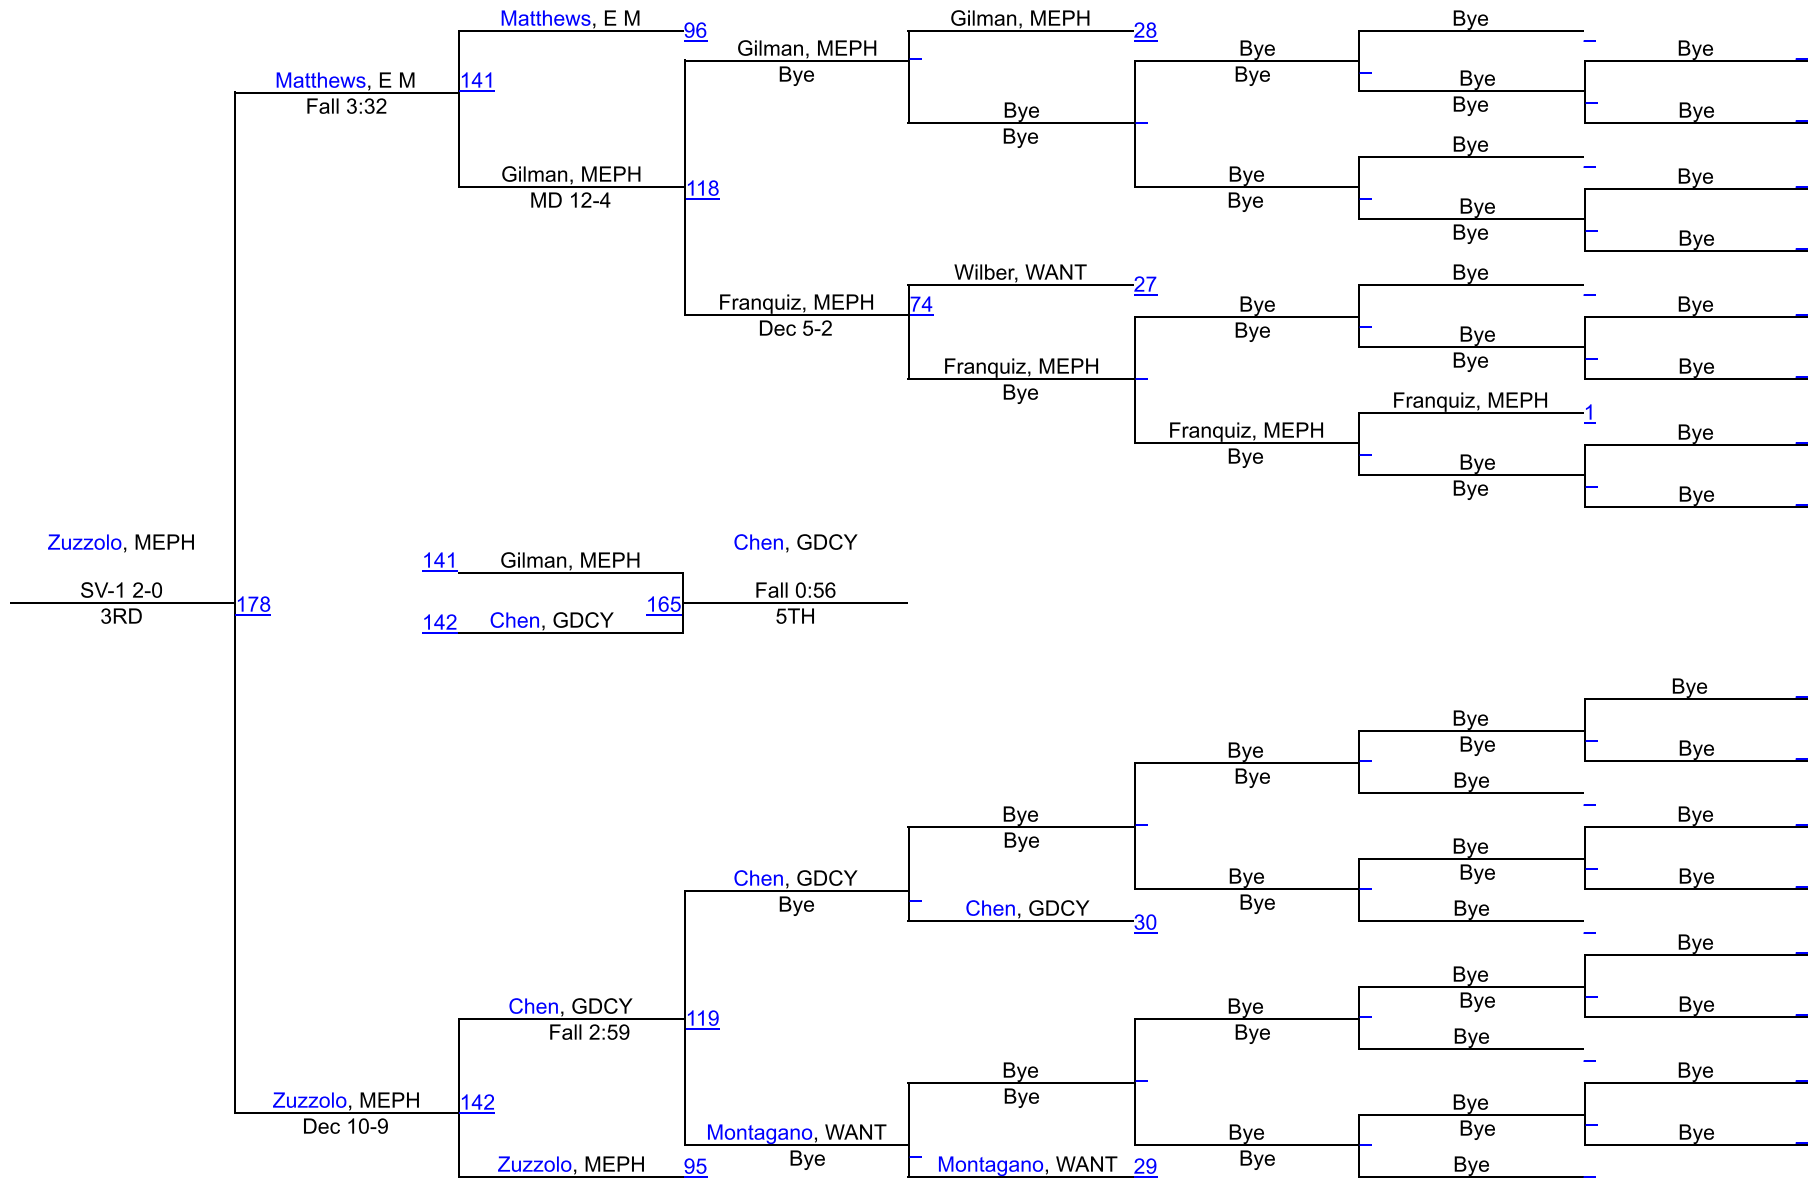 Matthews, E M 96 Gilman, MEPH 28 Bye
Gilman, MEPH Bye Bye
Bye Bye
Matthews, E M 141 Bye
Fall 3:32 Bye
Bye Bye
Bye
Bye
Gilman, MEPH 118 Bye Bye
MD 12-4 Bye Bye
Bye Bye
Wilber, WANT 27 Bye
Franquiz, MEPH 74 Bye Bye
Dec 5-2 Bye Bye
Bye
Franquiz, MEPH Bye
Bye Franquiz, MEPH 1
Franquiz, MEPH Bye
Bye Bye
Bye Bye
Zuzzolo, MEPH Chen, GDCY
141 Gilman, MEPH
SV-1 2-0 178 165 Fall 0:56
3RD 142 Chen, GDCY 5TH
Bye
Bye
Bye Bye Bye
Bye Bye
Bye Bye
Bye Bye
Bye
Chen, GDCY Bye Bye
Bye Bye
Chen, GDCY 30 Bye
Bye
Bye
Chen, GDCY 119 Bye Bye Bye
Fall 2:59 Bye Bye
Bye Bye
Zuzzolo, MEPH 142 Bye Bye
Dec 10-9 Bye
Montagano, WANT Bye Bye
Bye Bye
Zuzzolo, MEPH 95 Montagano, WANT 29 Bye